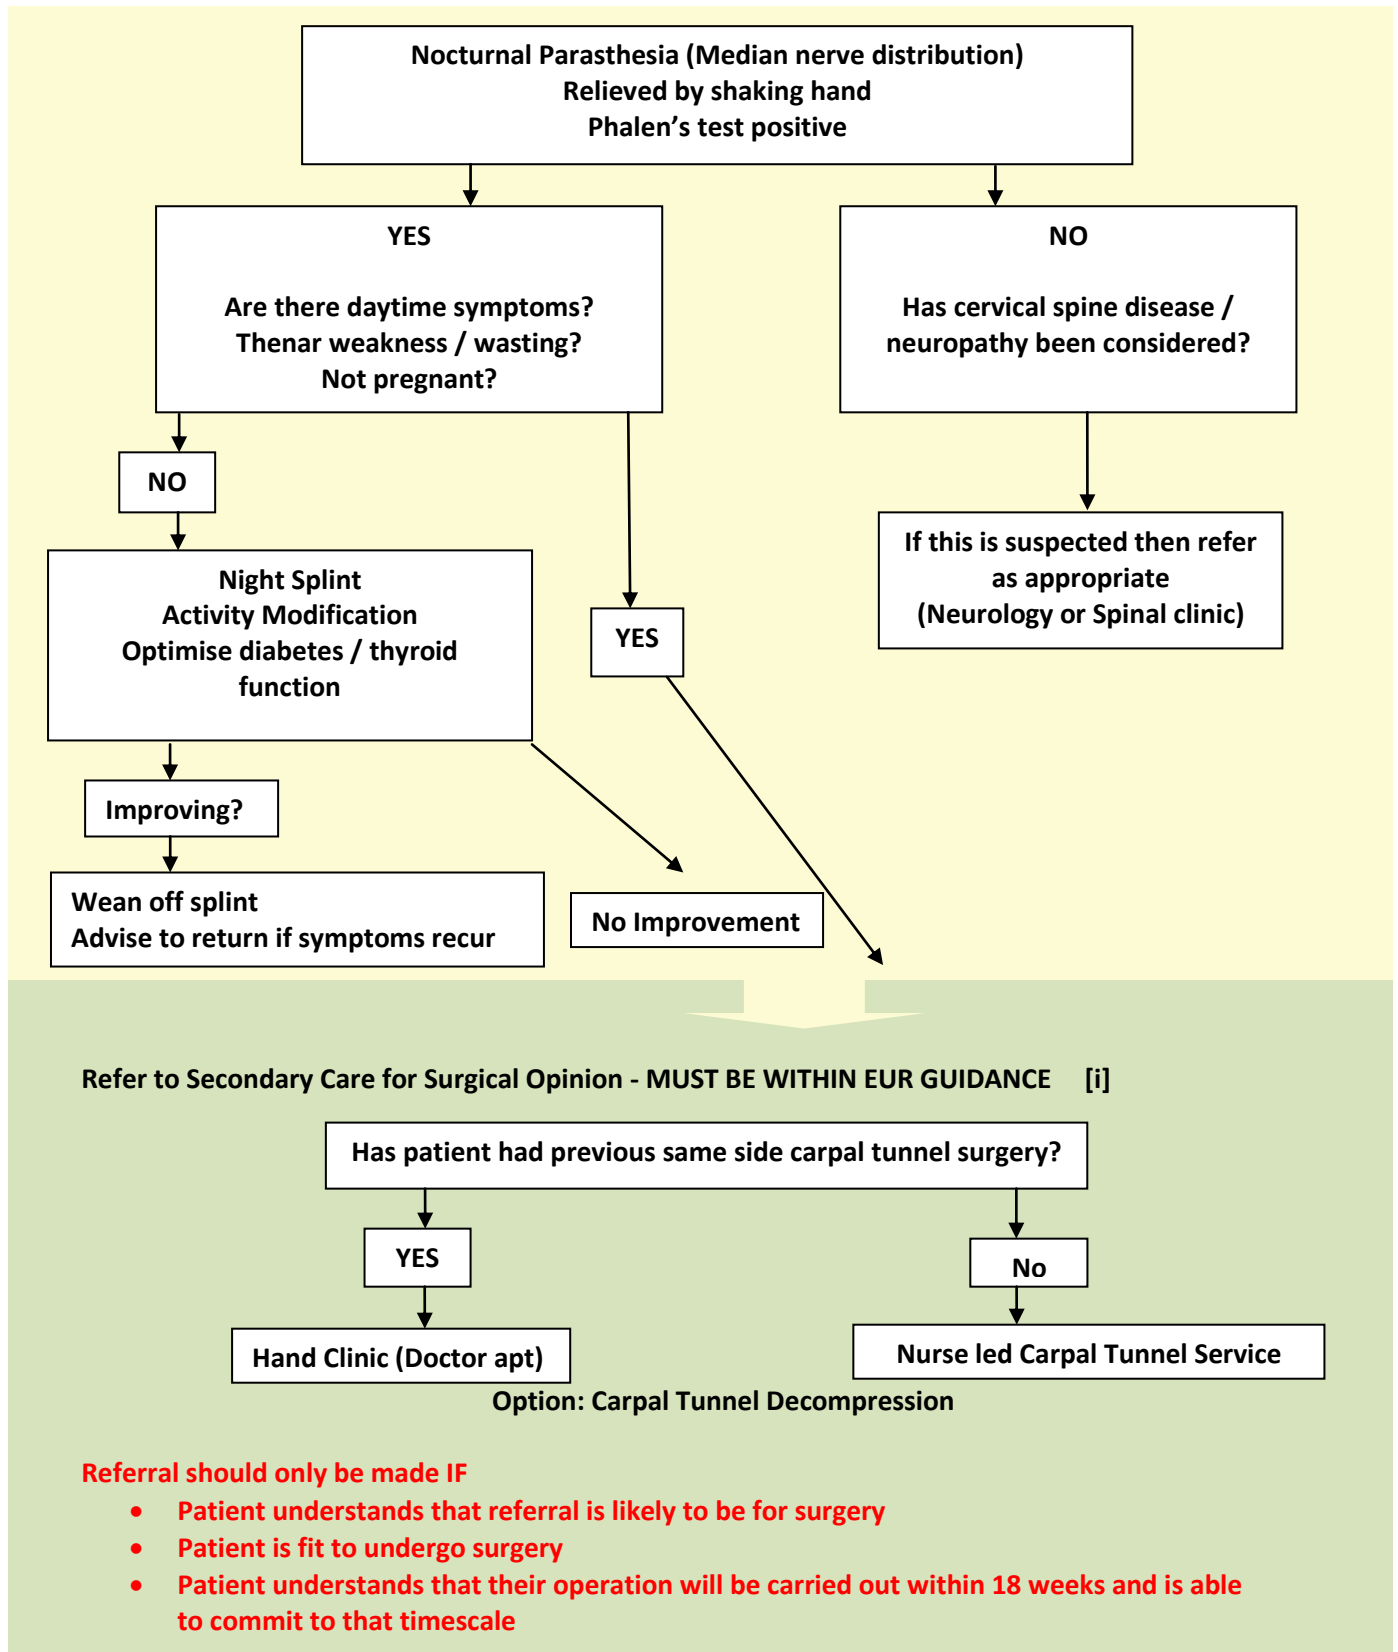 Nocturnal Parasthesia (Median nerve distribution)
Relieved by shaking hand
Phalen's test positive
YES
Are there daytime symptoms?
Thenar weakness / wasting?
Not pregnant?
NO
Has cervical spine disease /
neuropathy been considered?
NO
Night Splint
Activity Modification
Optimise diabetes / thyroid
function
YES
If this is suspected then refer
as appropriate
(Neurology or Spinal clinic)
Improving?
Wean off splint
Advise to return if symptoms recur
No Improvement
Refer to Secondary Care for Surgical Opinion - MUST BE WITHIN EUR GUIDANCE [i]
Has patient had previous same side carpal tunnel surgery?
YES
No
Hand Clinic (Doctor apt)
Nurse led Carpal Tunnel Service
Option: Carpal Tunnel Decompression
Referral should only be made IF
• Patient understands that referral is likely to be for surgery
• Patient is fit to undergo surgery
• Patient understands that their operation will be carried out within 18 weeks and is able
to commit to that timescale